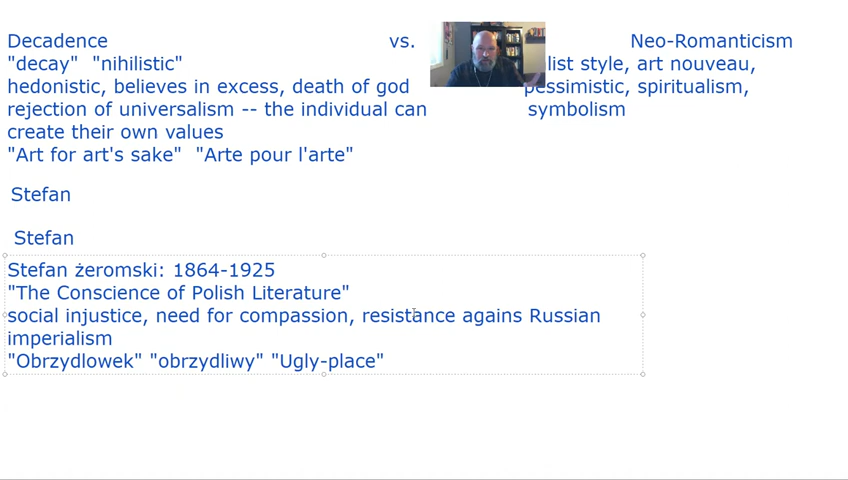 Decadence vs. Neo-Romanticism
"decay" "nihilistic" list style, art nouveau,
hedonistic, believes in excess, death of god pessimistic, spiritualism,
rejection of universalism -- the individual can symbolism
create their own values
"Art for art's sake" "Arte pour l'arte"
Stefan
Stefan
Stefan żeromski: 1864-1925
"The Conscience of Polish Literature"
social injustice, need for compassion, resistance agains Russian
imperialism
"Obrzydlowek" "obrzydliwy" "Ugly-place"